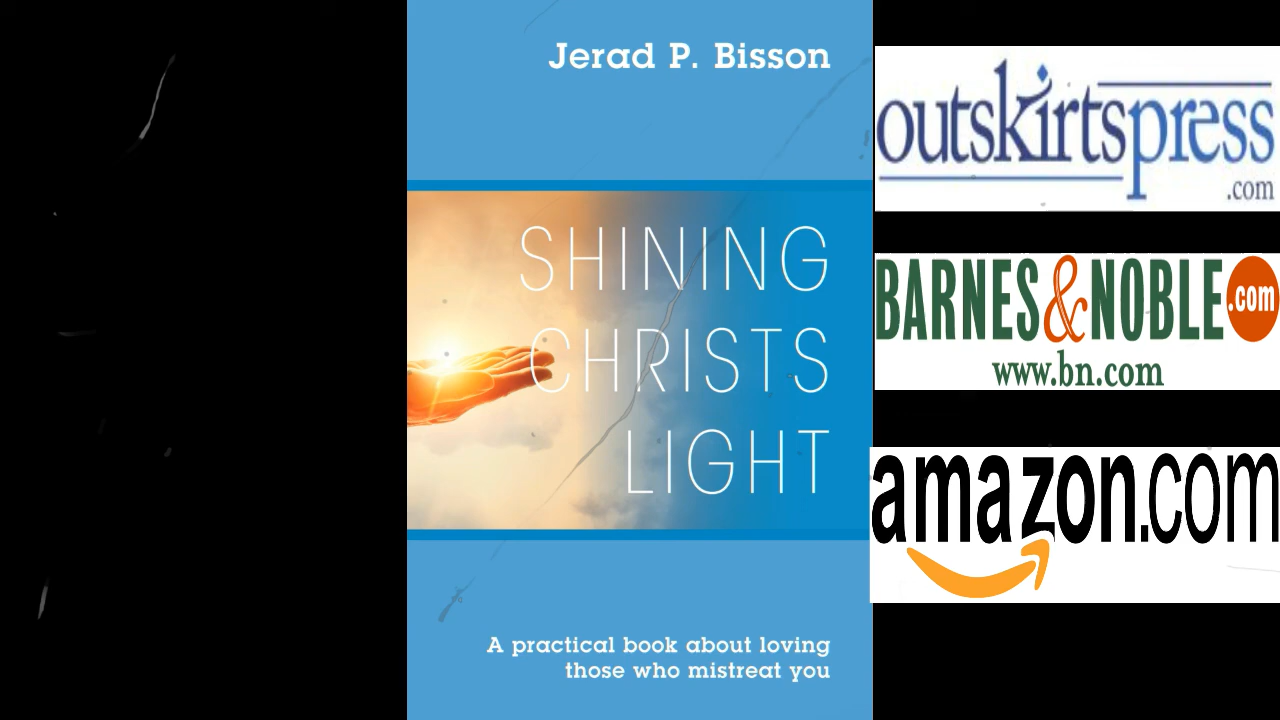 Jerad P. Bisson
SHINING
CHRISTS
LIGHT
A practical book about loving
those who mistreat you
outskirtspress
.com
BARNES&NOBLE.com
www.bn.com
amazon.com